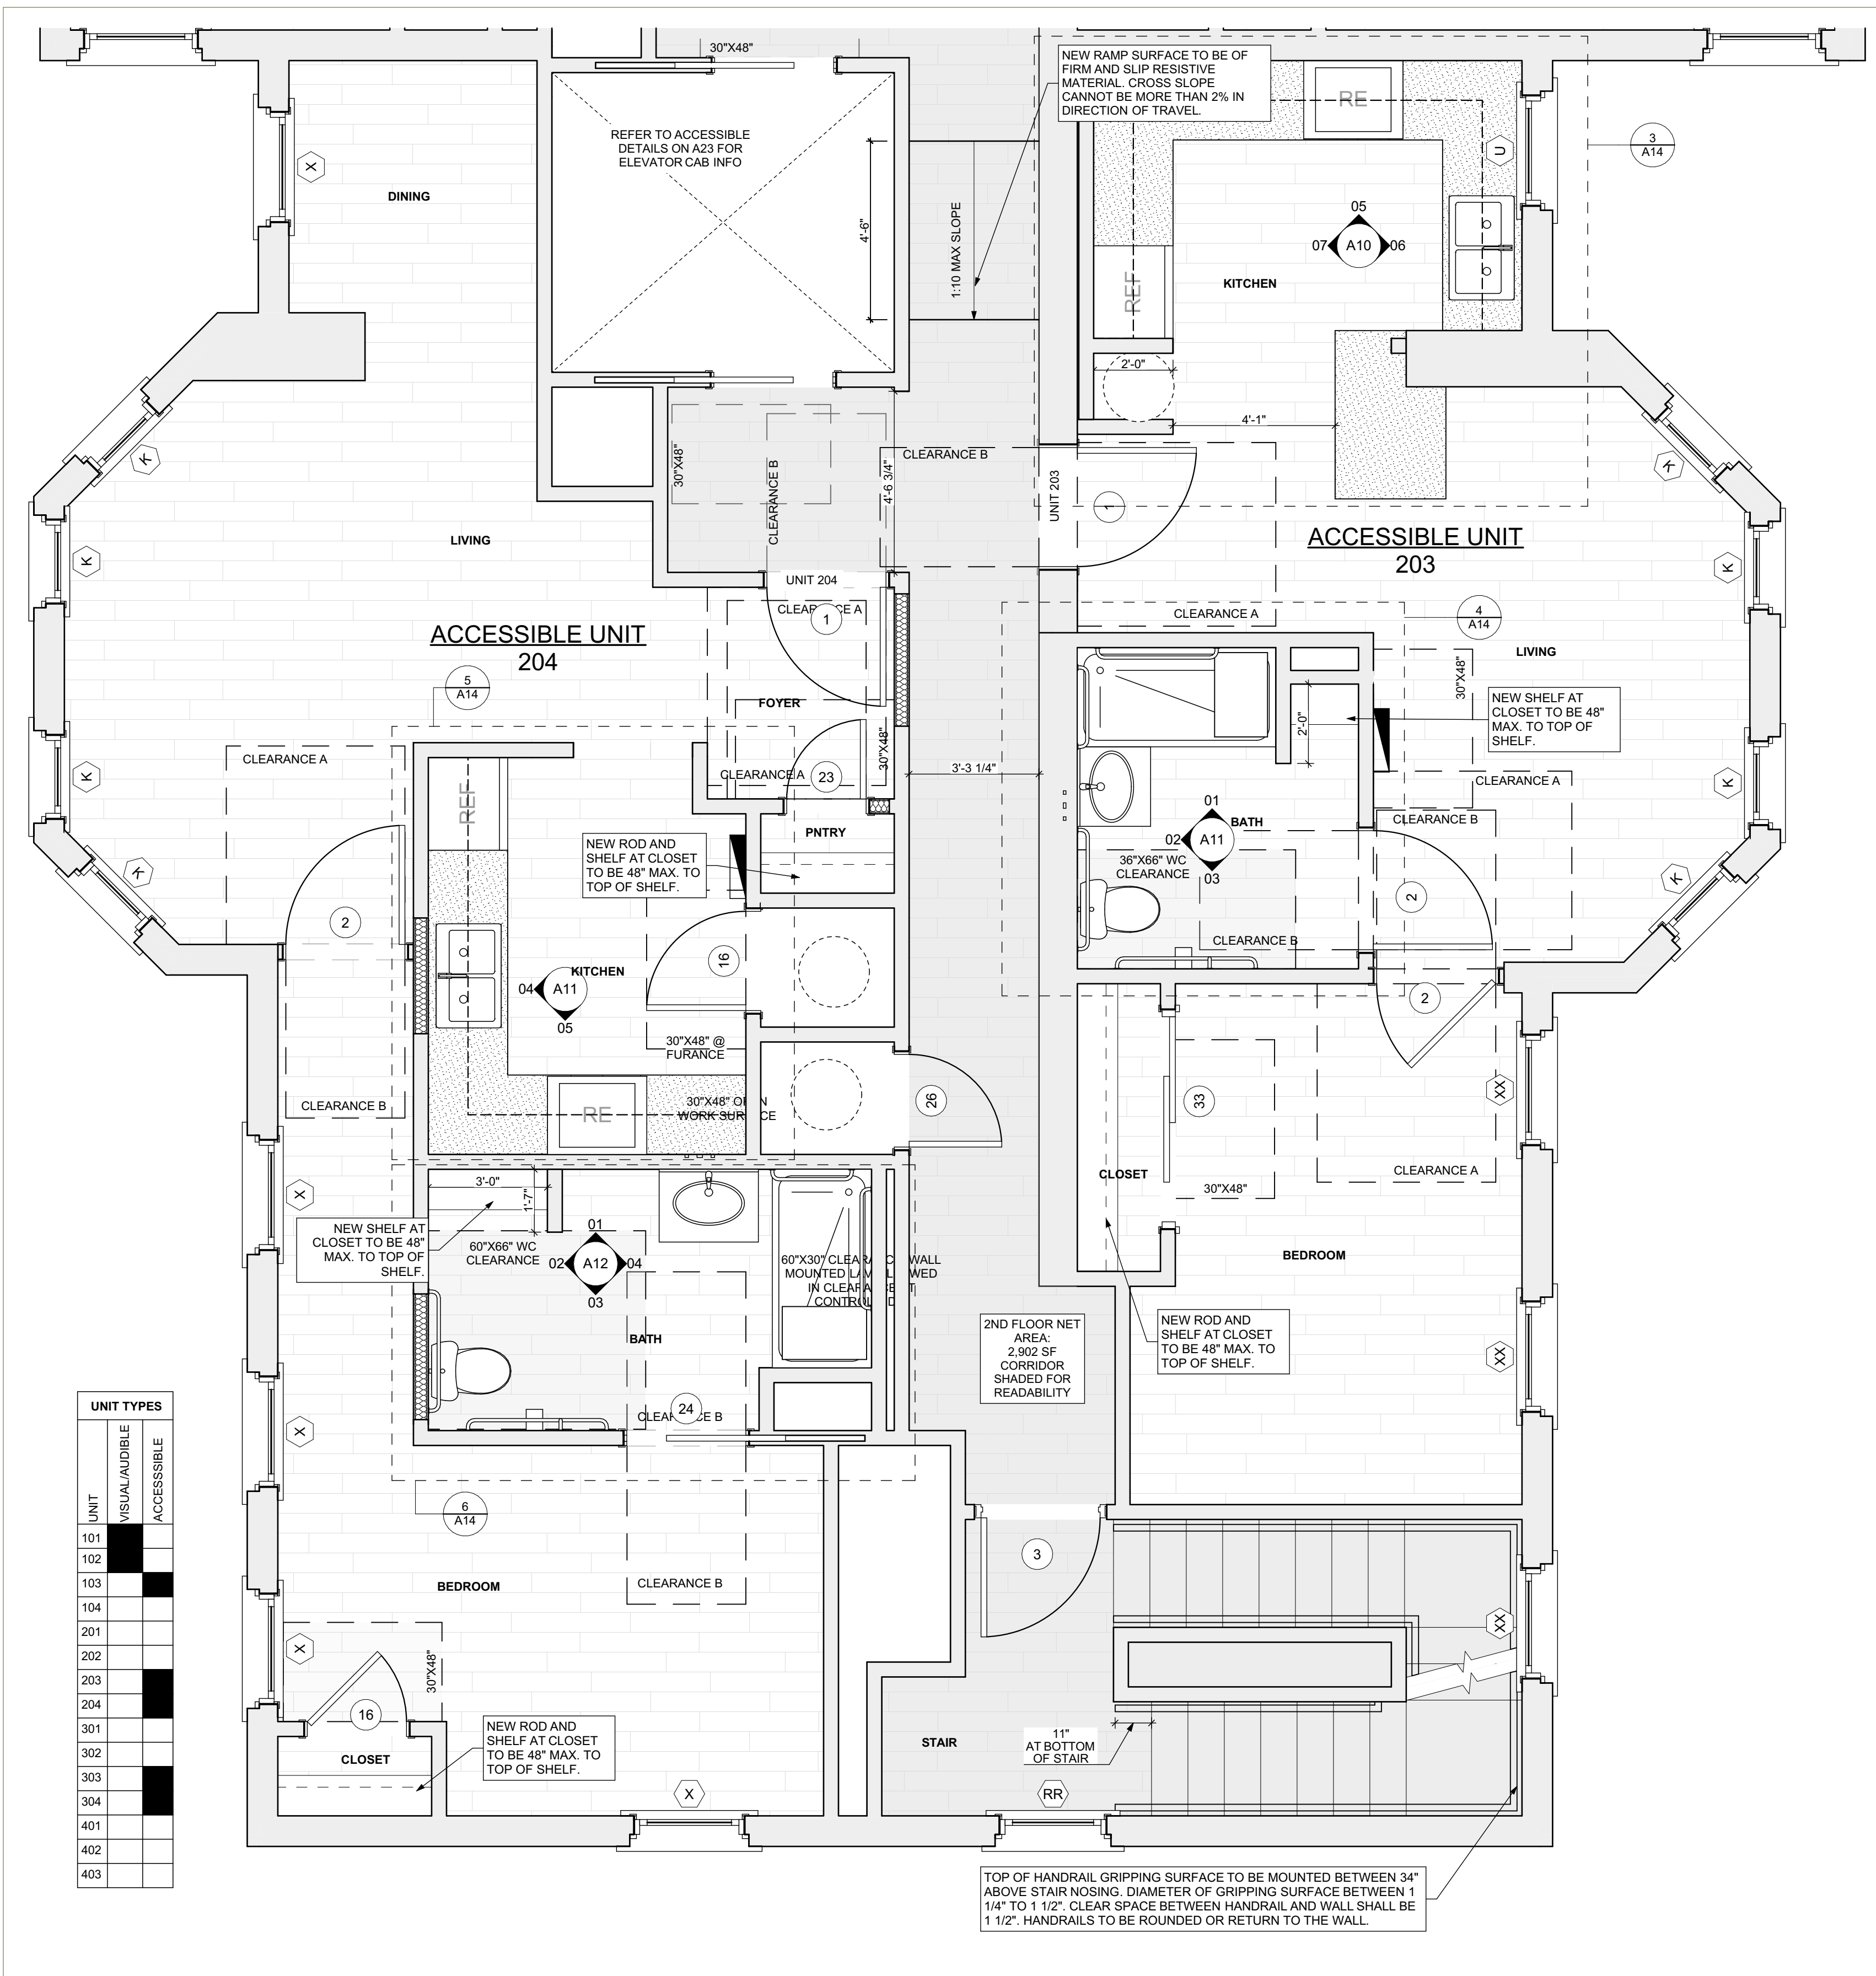 30"X48"
NEW RAMP SURFACE TO BE OF
FIRM AND SLIP RESISTIVE
MATERIAL. CROSS SLOPE
CANNOT BE MORE THAN 2% IN
DIRECTION OF TRAVEL.
RE
REFER TO ACCESSIBLE
DETAILS ON A23 FOR
ELEVATOR CAB INFO
3
A14
U
X
DINING
4'-6"
1:10 MAX SLOPE
05
07 A10 06
KITCHEN
REF
2'-0"
4'-1"
K
K
30"X48"
CLEARANCE B
CLEARANCE B
4'-6 3/4"
UNIT 203
1
LIVING
ACCESSIBLE UNIT
203
K
K
UNIT 204
CLEARANCE A
1
CLEARANCE A
4
A14
ACCESSIBLE UNIT
204
LIVING
5
A14
30"X48"
FOYER
NEW SHELF AT
CLOSET TO BE 48"
MAX. TO TOP OF
SHELF.
2'-0"
CLEARANCE A
30"X48"
CLEARANCE A
23
3'-3 1/4"
CLEARANCE A
K
K
REF
PNTRY
NEW ROD AND
SHELF AT CLOSET
TO BE 48" MAX. TO
TOP OF SHELF.
01
02 A11 BATH
03
36"X66" WC
CLEARANCE
CLEARANCE B
K
K
2
2
CLEARANCE B
16
KITCHEN
04 A11
05
2
30"X48" @
FURANCE
CLEARANCE B
30"X48"
WORK
RE
26
33
XX
CLOSET
CLEARANCE A
30"X48"
3'-0"
1'-7"
X
NEW SHELF AT
CLOSET TO BE 48"
MAX. TO TOP OF
SHELF.
60"X66" WC
CLEARANCE
01
02 A12 04
03
60"X30" WALL
MOUNTED
IN
BEDROOM
BATH
2ND FLOOR NET
AREA:
2,902 SF
CORRIDOR
SHADED FOR
READABILITY
NEW ROD AND
SHELF AT CLOSET
TO BE 48" MAX. TO
TOP OF SHELF.
XX
24
CLEARANCE B
X
6
A14
UNIT TYPES
UNIT
VISUAL/AUDIBLE
ACCESSSIBLE
101
102
103
104
201
202
203
204
301
302
303
304
401
402
403
3
BEDROOM
CLEARANCE B
XX
X
30"X48"
16
NEW ROD AND
SHELF AT CLOSET
TO BE 48" MAX. TO
TOP OF SHELF.
CLOSET
STAIR
11"
AT BOTTOM
OF STAIR
X
RR
TOP OF HANDRAIL GRIPPING SURFACE TO BE MOUNTED BETWEEN 34"
ABOVE STAIR NOSING. DIAMETER OF GRIPPING SURFACE BETWEEN 1
1/4" TO 1 1/2". CLEAR SPACE BETWEEN HANDRAIL AND WALL SHALL BE
1 1/2". HANDRAILS TO BE ROUNDED OR RETURN TO THE WALL.